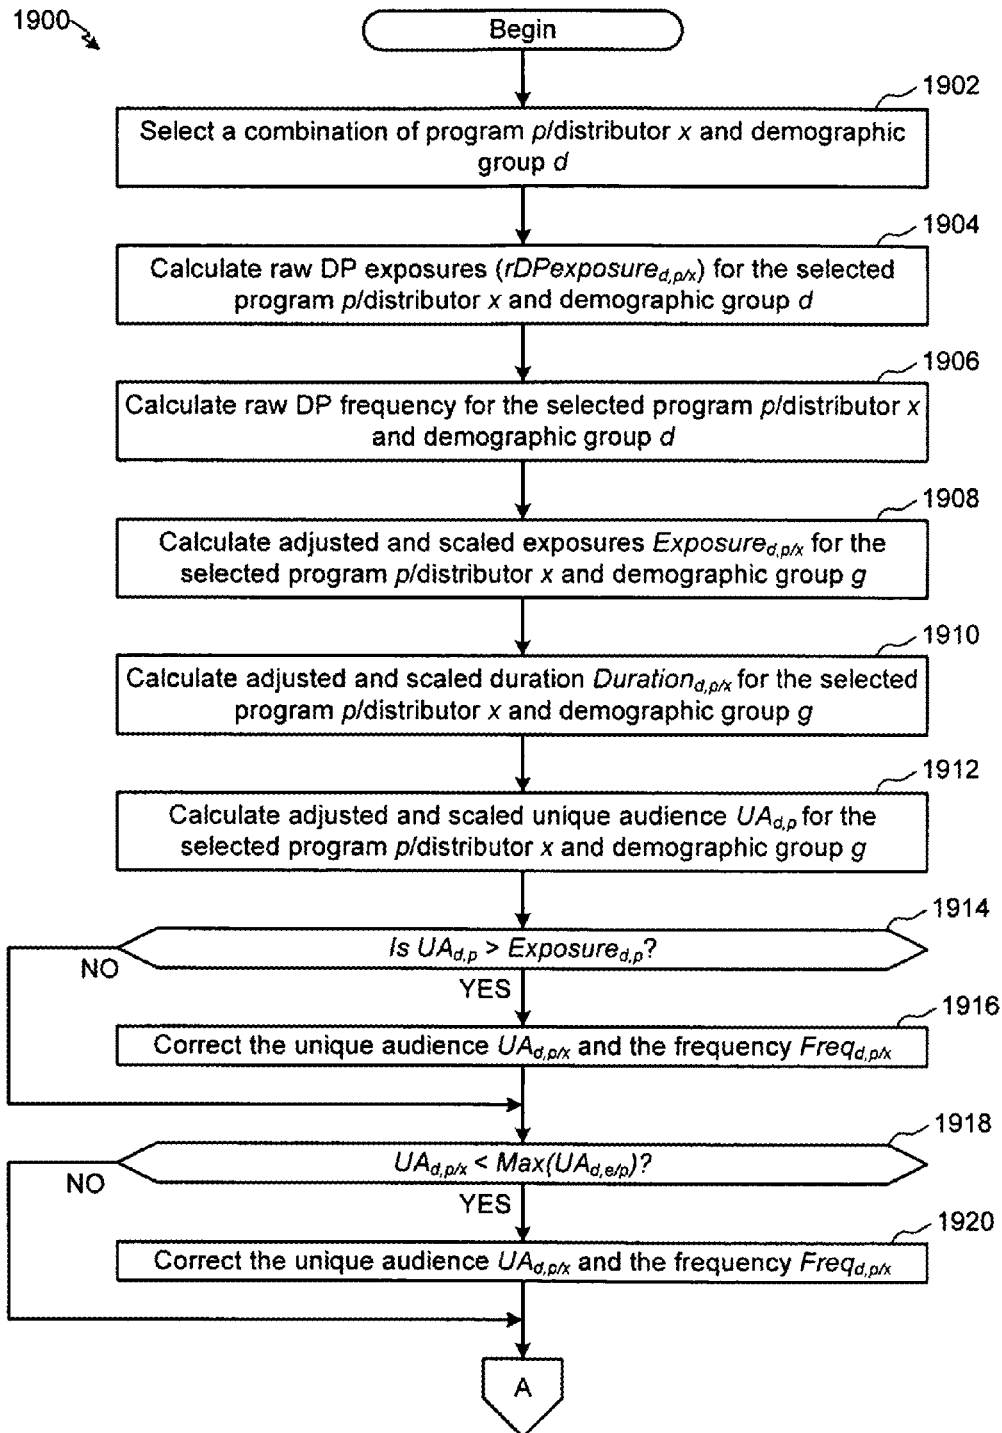 1900
Begin
1902
Select a combination of program p/distributor x and demographic
group d
1904
Calculate raw DP exposures (rDPexposure_{d,p/x}) for the selected
program p/distributor x and demographic group d
1906
Calculate raw DP frequency for the selected program p/distributor x
and demographic group d
1908
Calculate adjusted and scaled exposures Exposure_{d,p/x} for the
selected program p/distributor x and demographic group g
1910
Calculate adjusted and scaled duration Duration_{d,p/x} for the selected
program p/distributor x and demographic group g
1912
Calculate adjusted and scaled unique audience UA_{d,p} for the
selected program p/distributor x and demographic group g
1914
Is UA_{d,p} > Exposure_{d,p}?
NO
YES
1916
Correct the unique audience UA_{d,p/x} and the frequency Freq_{d,p/x}
1918
UA_{d,p/x} < Max(UA_{d,e/p})?
NO
YES
1920
Correct the unique audience UA_{d,p/x} and the frequency Freq_{d,p/x}
A